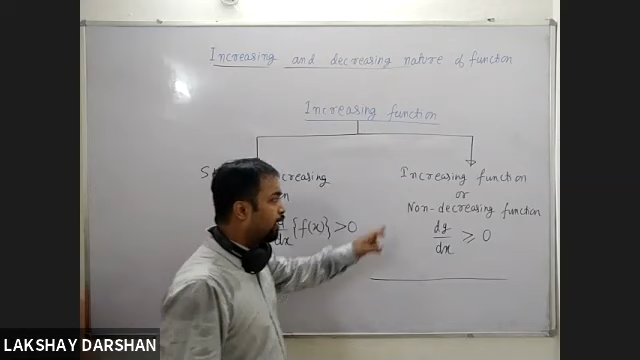 Increasing and decreasing nature of function
Increasing function
creasing
d/dx {f(x)} > 0
Increasing function
or
Non-decreasing function
dy/dx ⩾ 0
LAKSHAY DARSHAN